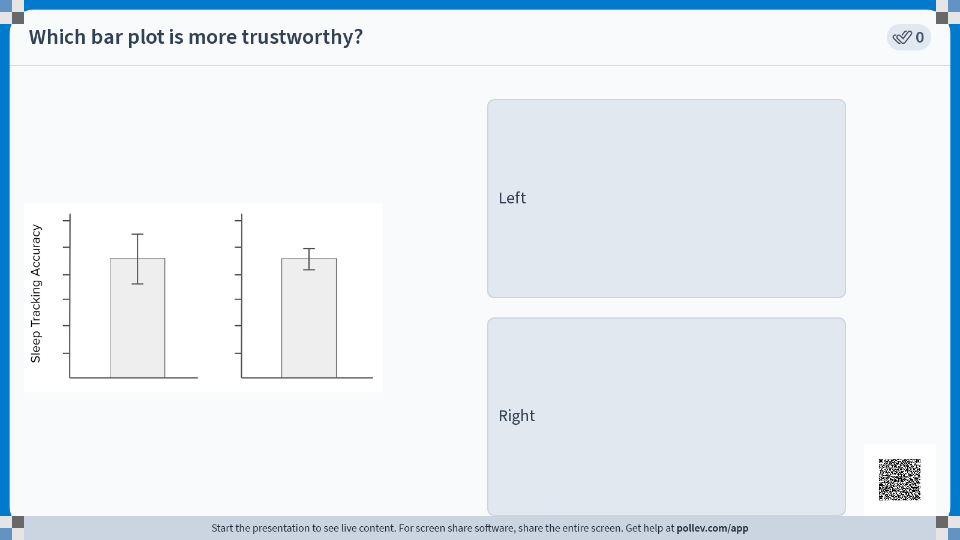 Which bar plot is more trustworthy?
0
Sleep Tracking Accuracy
Left
Right
Start the presentation to see live content. For screen share software, share the entire screen. Get help at pollev.com/app